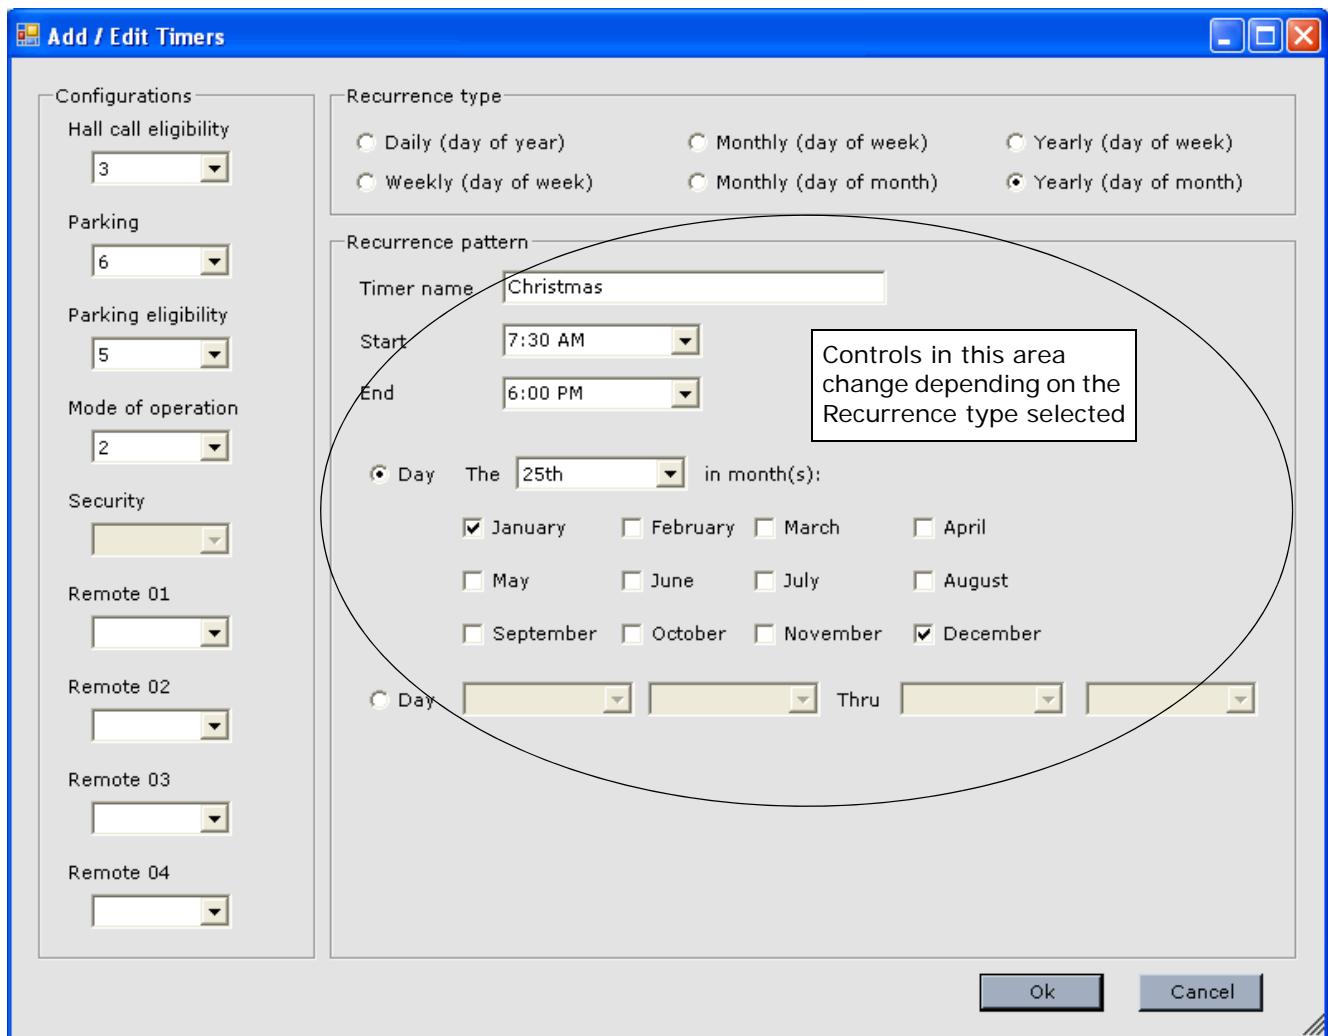 Add / Edit Timers
Configurations
Hall call eligibility
3
Parking
6
Parking eligibility
5
Mode of operation
2
Security
Remote 01
Remote 02
Remote 03
Remote 04
Recurrence type
Daily (day of year)
Monthly (day of week)
Yearly (day of week)
Weekly (day of week)
Monthly (day of month)
Yearly (day of month)
Recurrence pattern
Timer name
Christmas
Start
7:30 AM
End
6:00 PM
Controls in this area
change depending on the
Recurrence type selected
Day The 25th in month(s):
January February March April
May June July August
September October November December
Day Thru
Ok Cancel